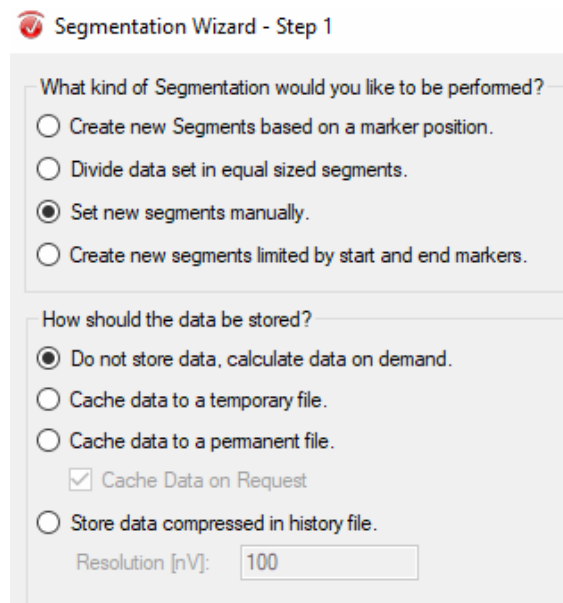 Segmentation Wizard - Step 1
What kind of Segmentation would you like to be performed?
Create new Segments based on a marker position.
Divide data set in equal sized segments.
Set new segments manually.
Create new segments limited by start and end markers.
How should the data be stored?
Do not store data, calculate data on demand.
Cache data to a temporary file.
Cache data to a permanent file.
Cache Data on Request
Store data compressed in history file.
Resolution [nV]: 100